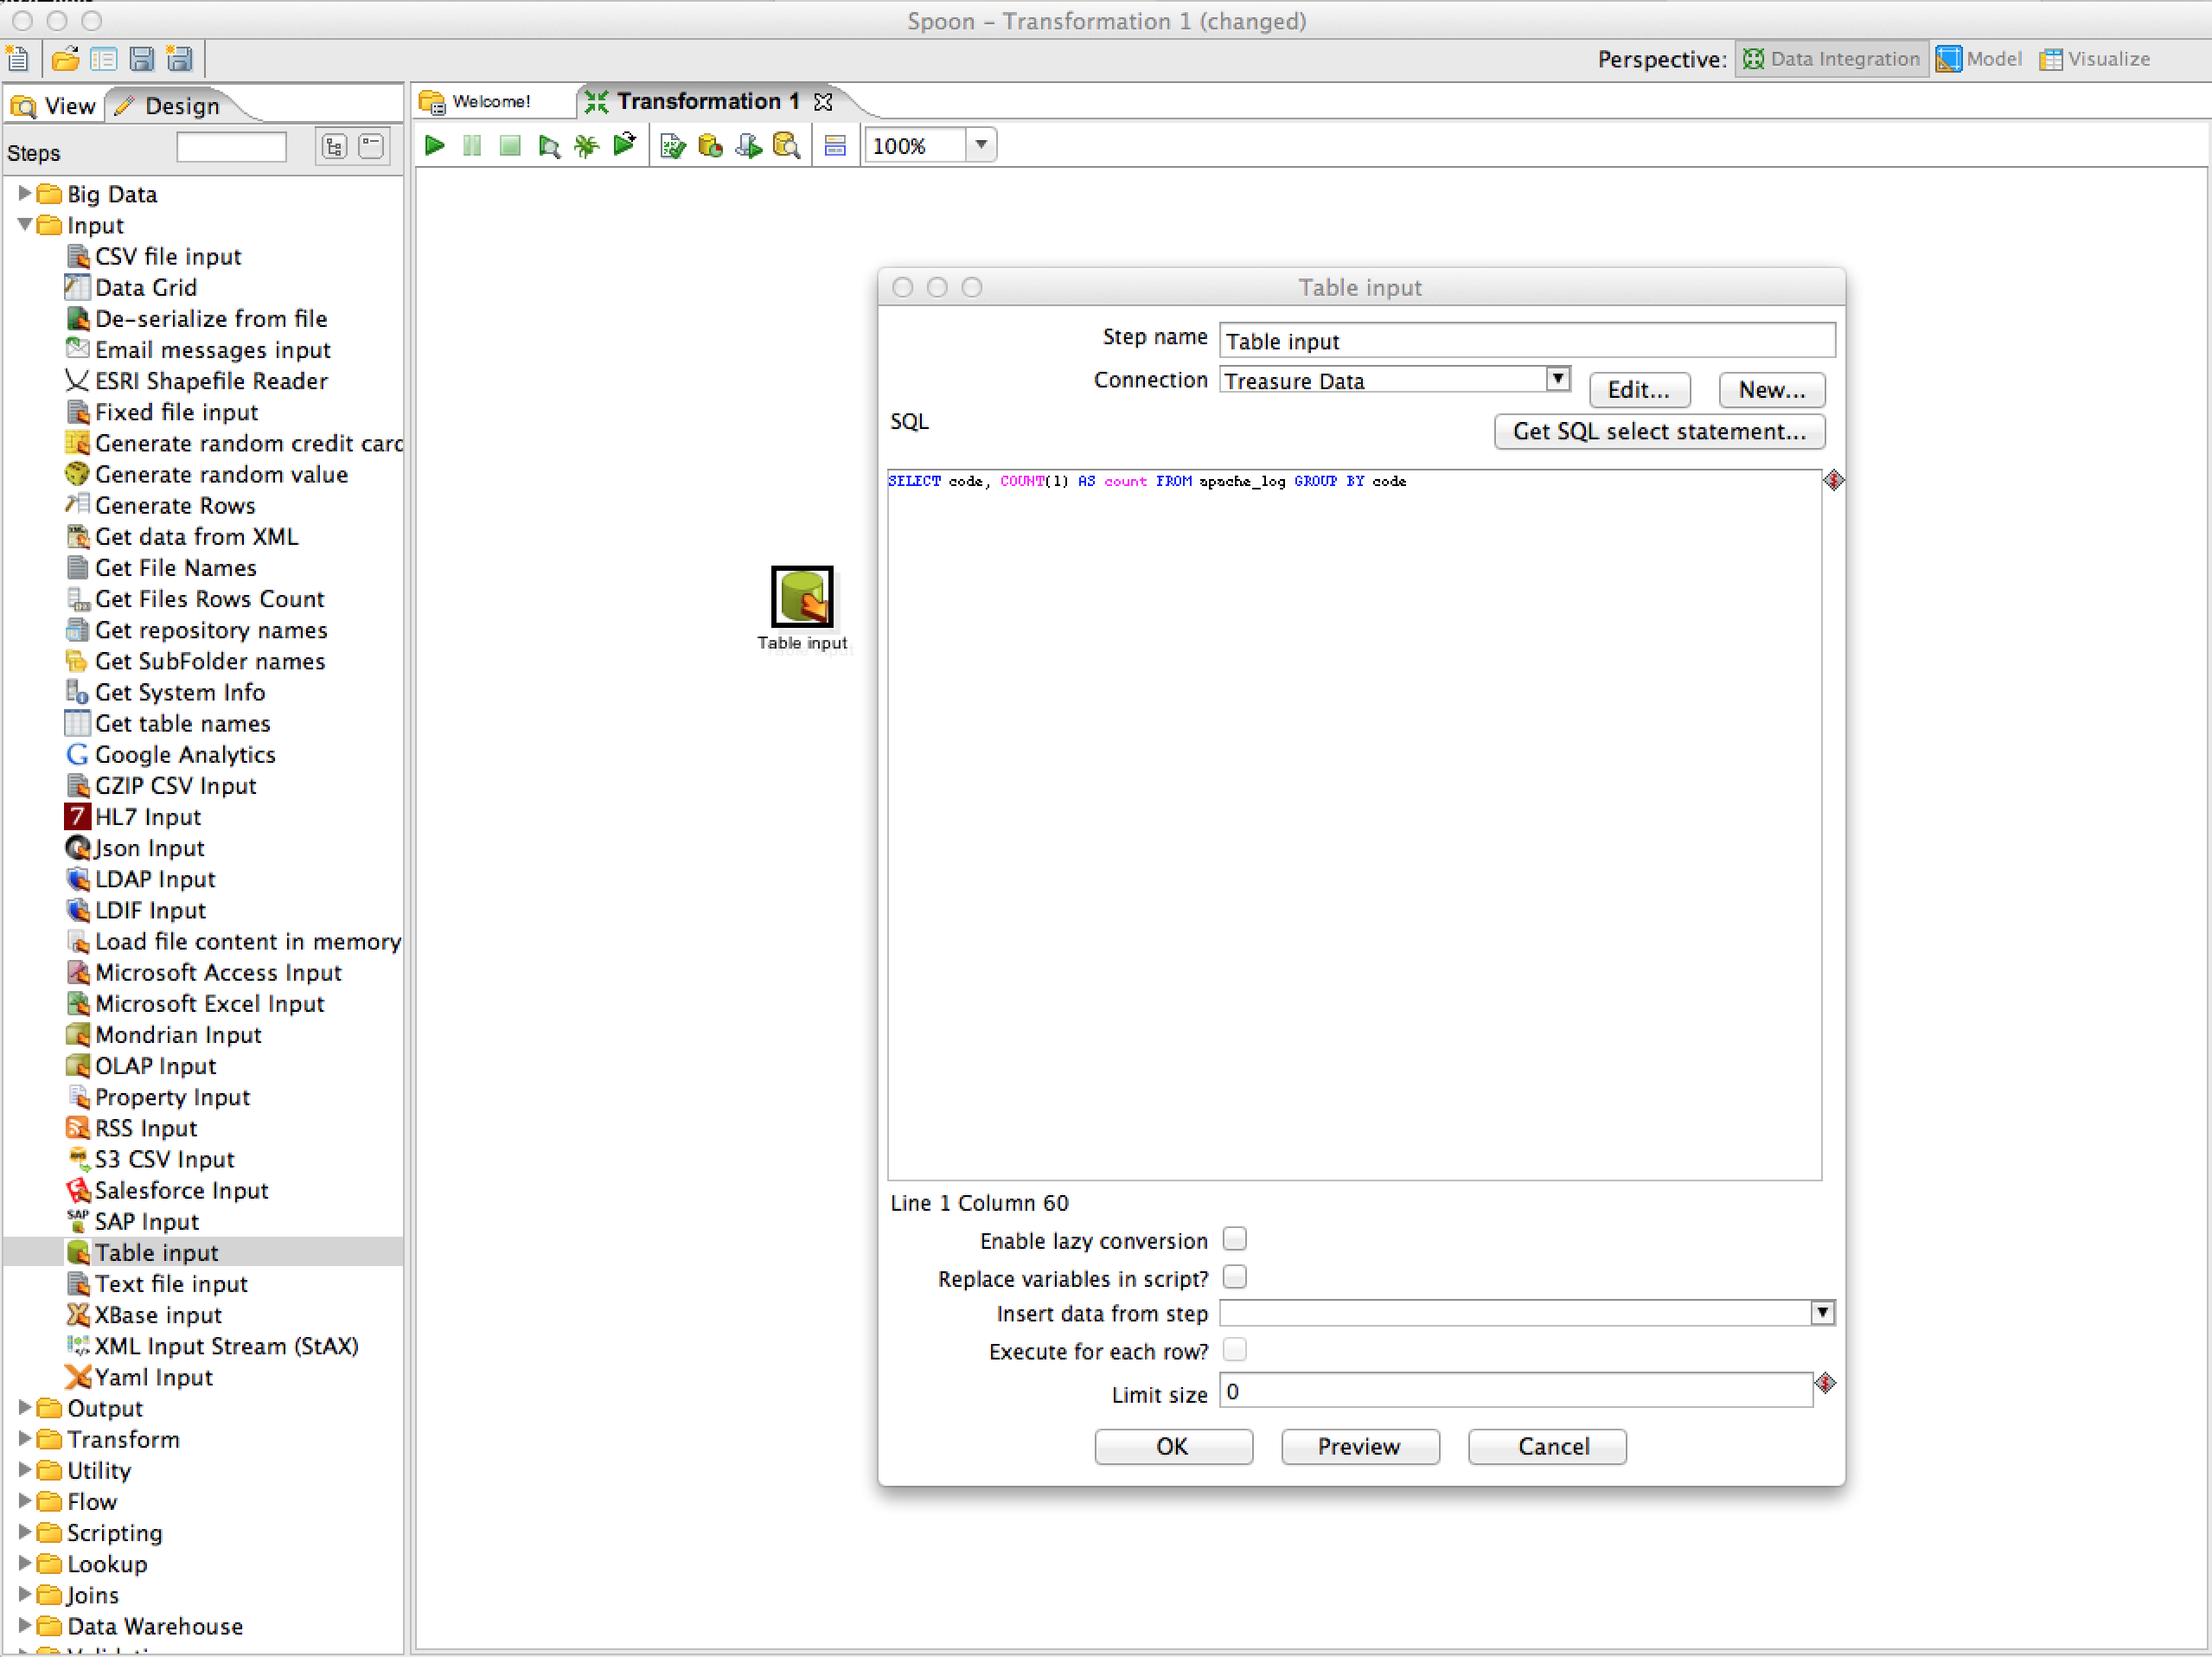 Spoon – Transformation 1 (changed)
Perspective: Data Integration Model Visualize
View Design
Welcome! Transformation 1
Steps
100%
Big Data
Input
CSV file input
Data Grid
De-serialize from file
Email messages input
ESRI Shapefile Reader
Fixed file input
Generate random credit card
Generate random value
Generate Rows
Get data from XML
Get File Names
Get Files Rows Count
Get repository names
Get SubFolder names
Get System Info
Get table names
Google Analytics
GZIP CSV Input
HL7 Input
Json Input
LDAP Input
LDIF Input
Load file content in memory
Microsoft Access Input
Microsoft Excel Input
Mondrian Input
OLAP Input
Property Input
RSS Input
S3 CSV Input
Salesforce Input
SAP Input
Table input
Text file input
XBase input
XML Input Stream (StAX)
Yaml Input
Output
Transform
Utility
Flow
Scripting
Lookup
Joins
Data Warehouse
Table input
Table input
Step name Table input
Connection Treasure Data Edit... New...
SQL Get SQL select statement...
SELECT code, COUNT(1) AS count FROM apache_log GROUP BY code
Line 1 Column 60
Enable lazy conversion
Replace variables in script?
Insert data from step
Execute for each row?
Limit size 0
OK Preview Cancel